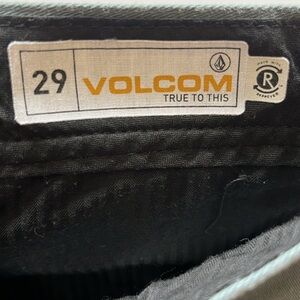 29
VOLCOM
TRUE TO THIS
R